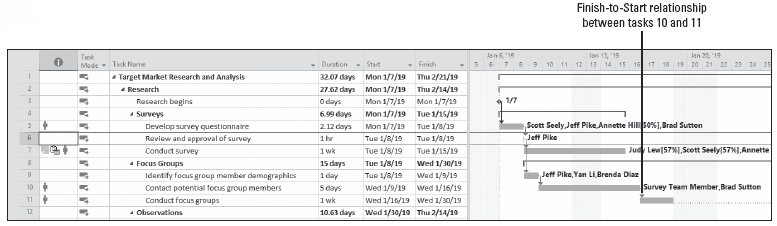 Finish-to-Start relationship
between tasks 10 and 11
Task Mode Task Name Duration Start Finish
Jan 6, '19 Jan 13, '19 Jan 20, '19
5 6 7 8 9 10 11 12 13 14 15 16 17 18 19 20 21 22 23 24 25
1 Target Market Research and Analysis 32.07 days Mon 1/7/19 Thu 2/21/19
2 Research 27.62 days Mon 1/7/19 Thu 2/14/19
3 Research begins 0 days Mon 1/7/19 Mon 1/7/19 1/7
4 Surveys 6.99 days Mon 1/7/19 Tue 1/15/19
5 Develop survey questionnaire 2.12 days Mon 1/7/19 Tue 1/8/19 Scott Seely,Jeff Pike,Annette Hill[50%],Brad Sutton
6 Review and approval of survey 1 hr Tue 1/8/19 Tue 1/8/19 Jeff Pike
7 Conduct survey 1 wk Tue 1/8/19 Tue 1/15/19 Judy Lew[57%],Scott Seely[57%],Annette
8 Focus Groups 15 days Tue 1/8/19 Wed 1/30/19
9 Identify focus group member demographics 1 day Tue 1/8/19 Wed 1/9/19 Jeff Pike,Yan Li,Brenda Diaz
10 Contact potential focus group members 5 days Wed 1/9/19 Wed 1/16/19 Survey Team Member,Brad Sutton
11 Conduct focus groups 1 wk Wed 1/16/19 Wed 1/30/19
12 Observations 10.63 days Wed 1/30/19 Thu 2/14/19